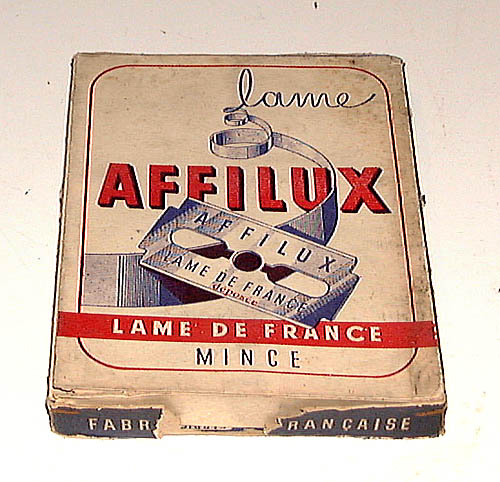 lame
AFFILUX
AFFILUX
LAME DE FRANCE
déposée
LAME DE FRANCE
MINCE
FABR RANÇAISE